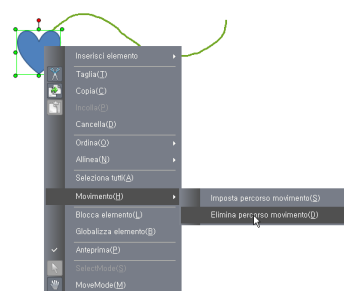 Inserisci elemento
Taglia(T)
Copia(C)
Incolla(P)
Cancella(D)
Ordina(O)
Allinea(N)
Seleziona tutti(A)
Movimento(H)
Imposta percorso movimento(S)
Elimina percorso movimento(D)
Blocca elemento(L)
Globalizza elemento(B)
Anteprima(P)
SelectMode(S)
MoveMode(M)